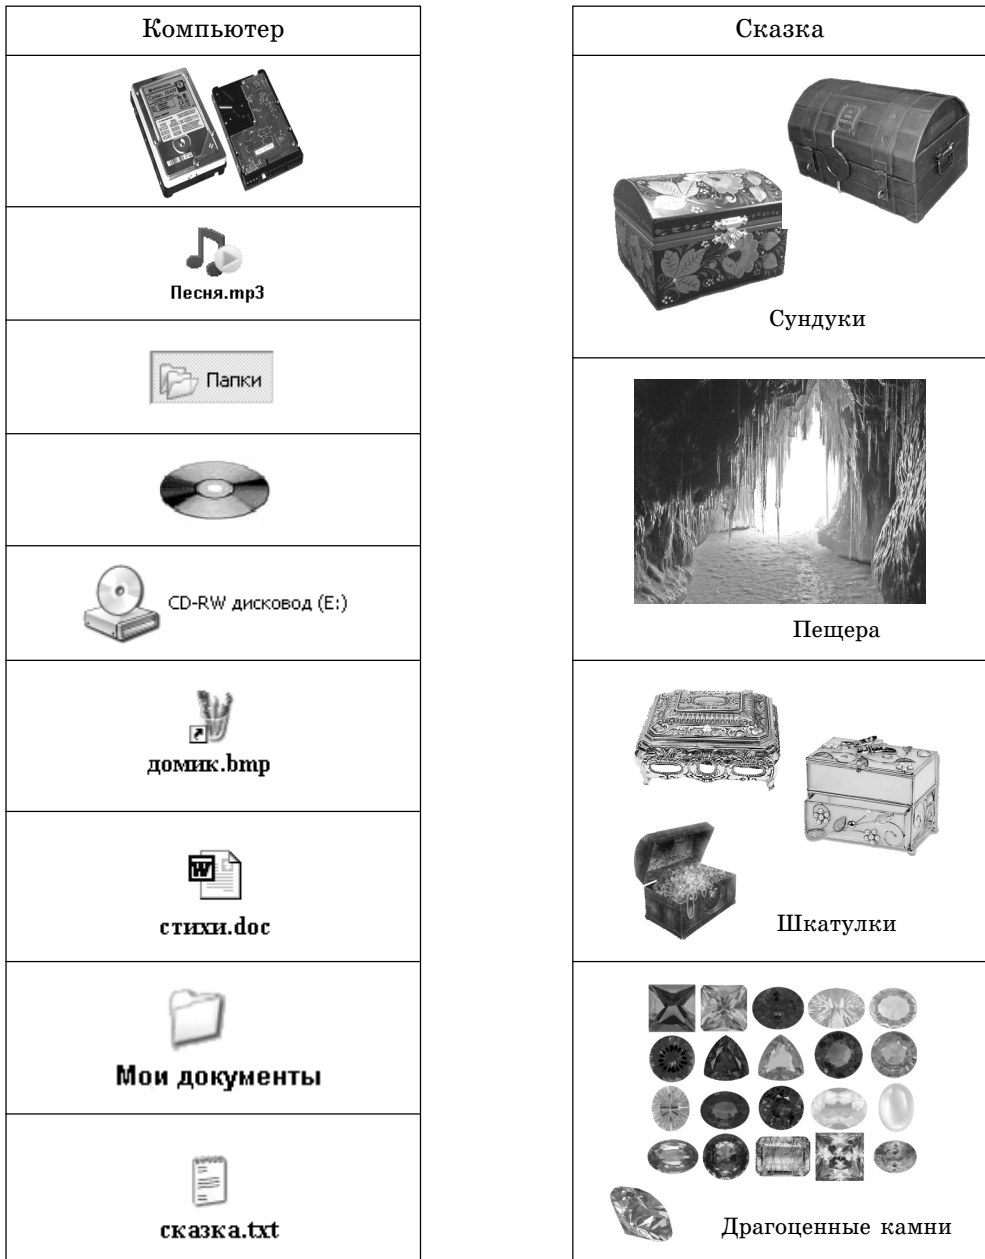 Компьютер
Песня.mp3
Папки
CD-RW дисковод (E:)
домик.bmp
стихи.doc
Мои документы
сказка.txt
Сказка
Сундуки
Пещера
Шкатулки
Драгоценные камни